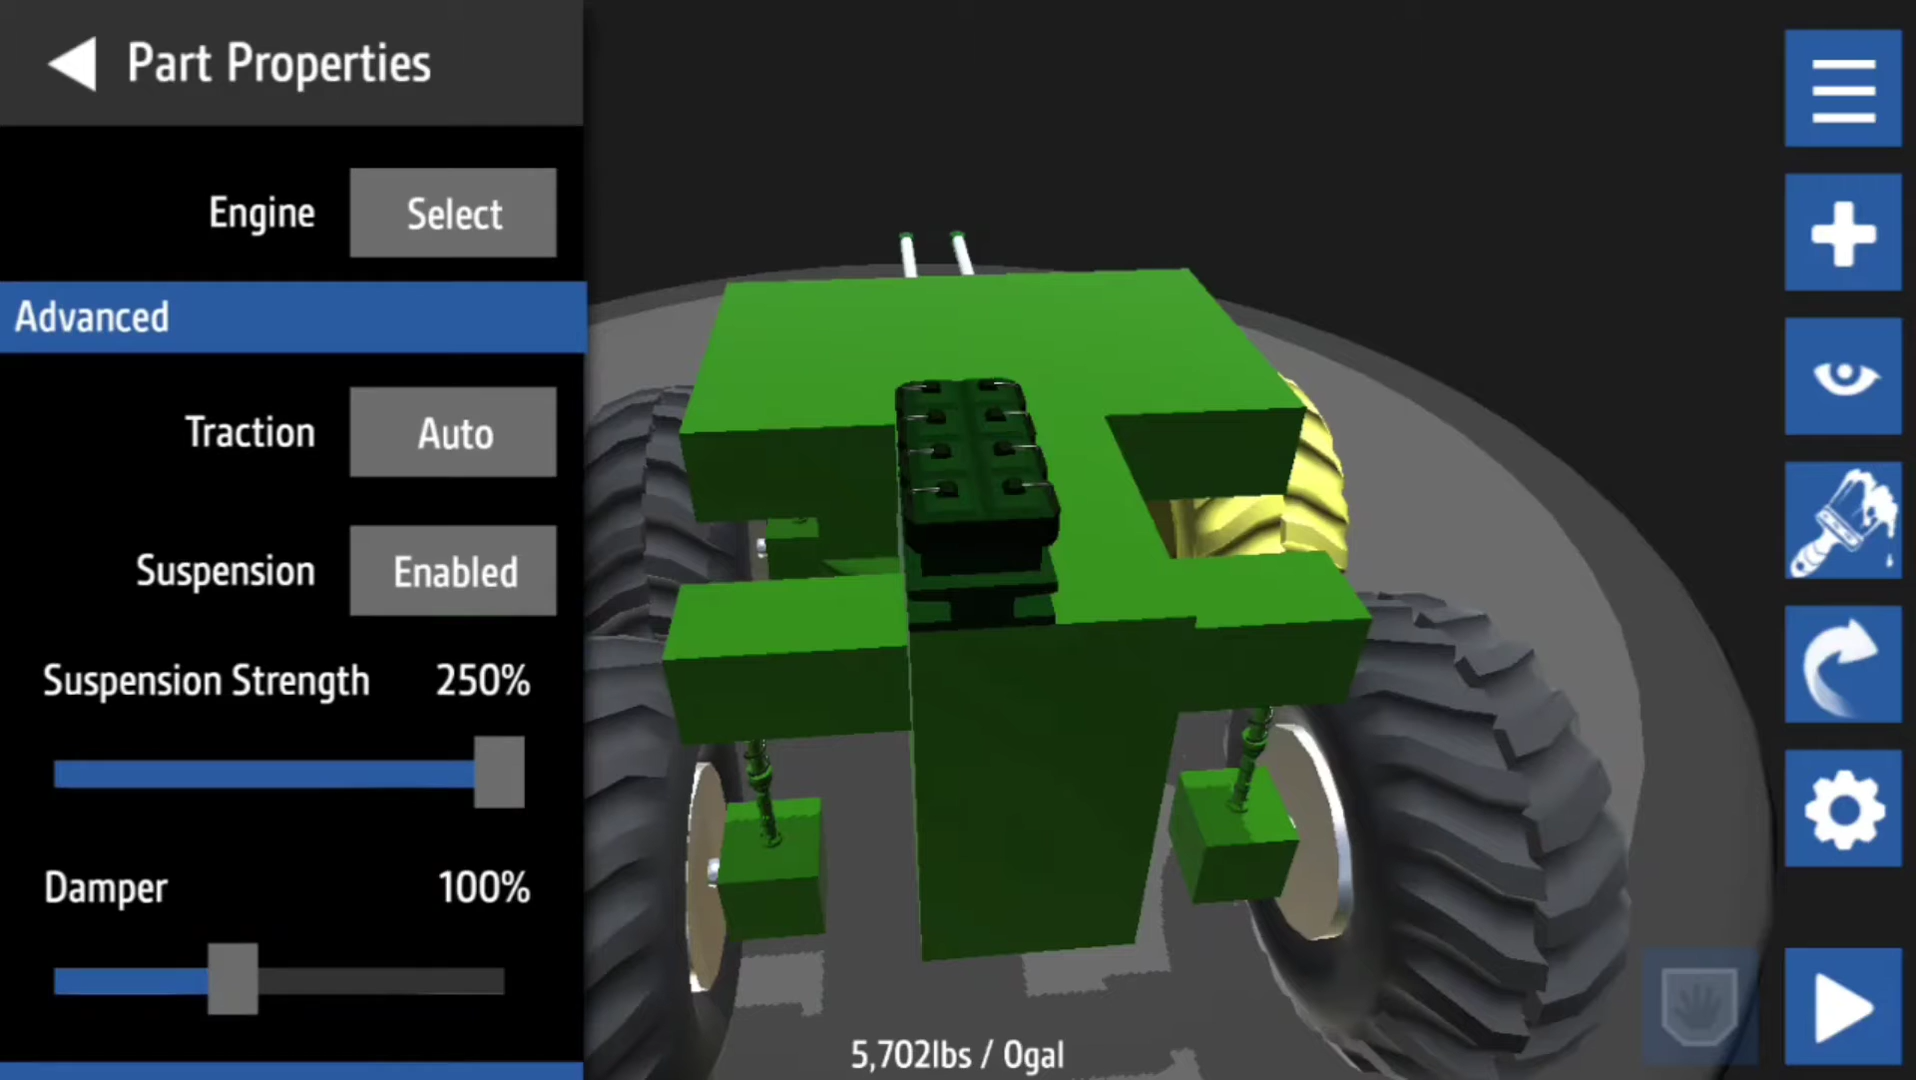 Part Properties
Engine Select
Advanced
Traction Auto
Suspension Enabled
Suspension Strength 250%
Damper 100%
5,702lbs / 0gal